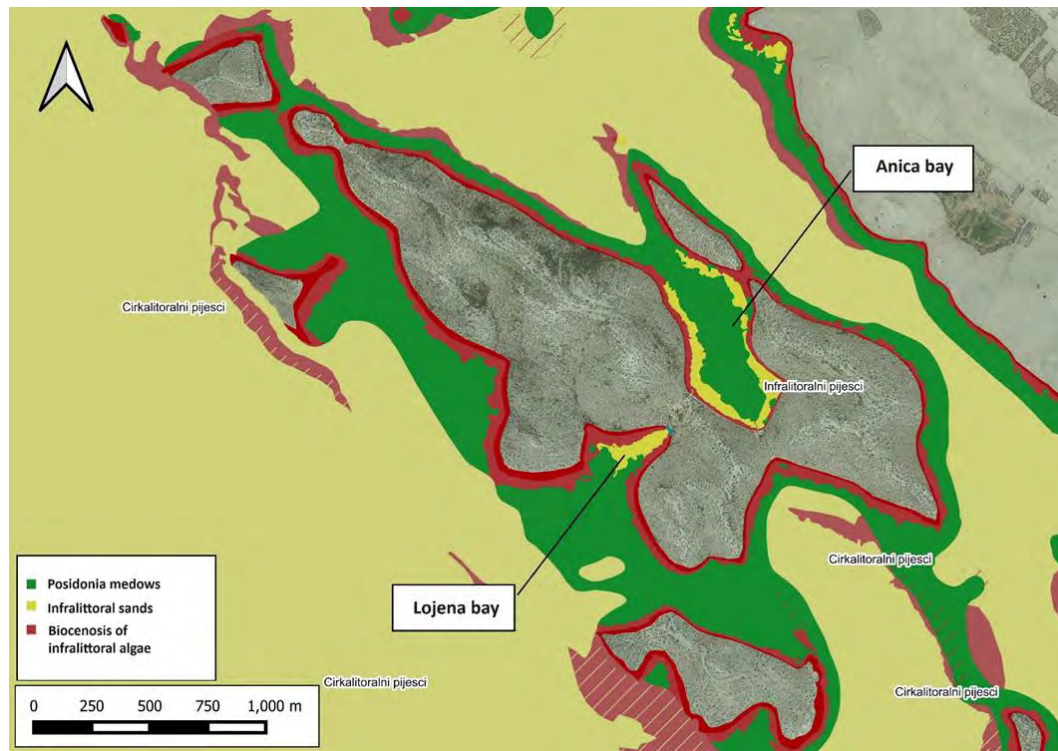 Anica bay
Cirkalitoralni pijesci
Infralitoralni pijesci
Cirkalitoralni pijesci
Posidonia medows
Infralittoral sands
Biocenosis of
infralittoral algae
Lojena bay
Cirkalitoralni pijesci
Cirkalitoralni pijesci
0 250 500 750 1,000 m